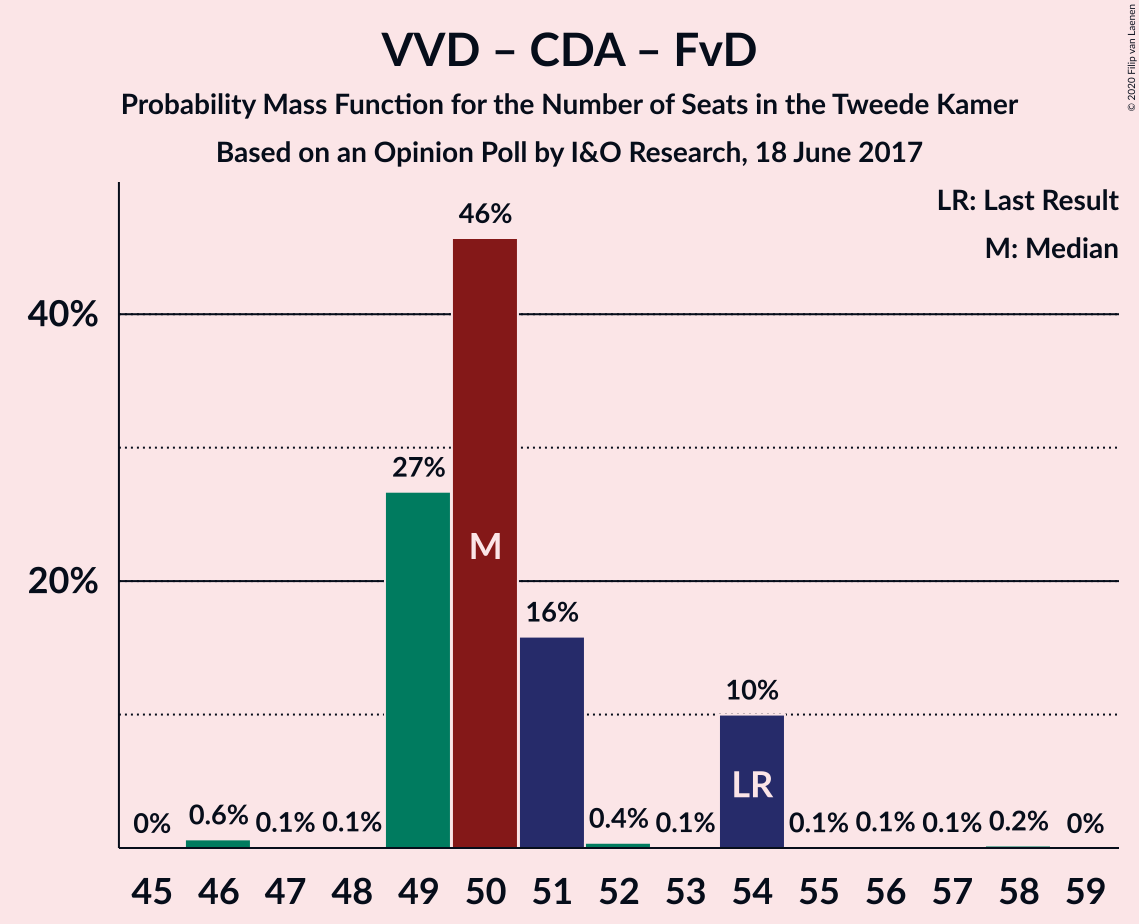 VVD – CDA – FvD
Probability Mass Function for the Number of Seats in the Tweede Kamer
Based on an Opinion Poll by I&O Research, 18 June 2017
© 2020 Filip van Laenen
LR: Last Result
M: Median
40%
20%
0%
0.6%
0.1%
0.1%
27%
46%
16%
0.4%
0.1%
10%
0.1%
0.1%
0.1%
0.2%
0%
M
LR
45 46 47 48 49 50 51 52 53 54 55 56 57 58 59